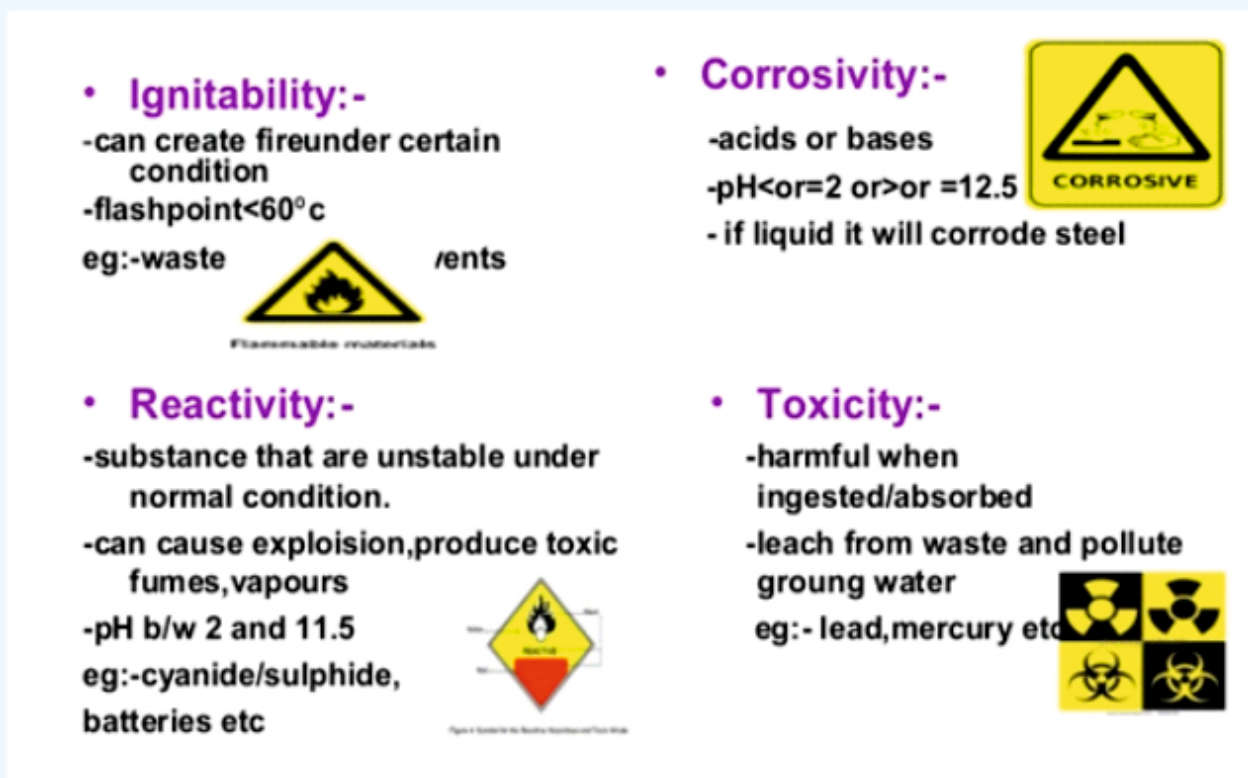 • Ignitability:-
-can create fireunder certain
condition
-flashpoint<60°c
eg:-waste
Flammable materials
• Corrosivity:-
-acids or bases
-pH<or=2 or>or =12.5
- if liquid it will corrode steel
CORROSIVE
• Reactivity:-
-substance that are unstable under
normal condition.
-can cause exploision,produce toxic
fumes,vapours
-pH b/w 2 and 11.5
eg:-cyanide/sulphide,
batteries etc
• Toxicity:-
-harmful when
ingested/absorbed
-leach from waste and pollute
groung water
eg:- lead,mercury etc